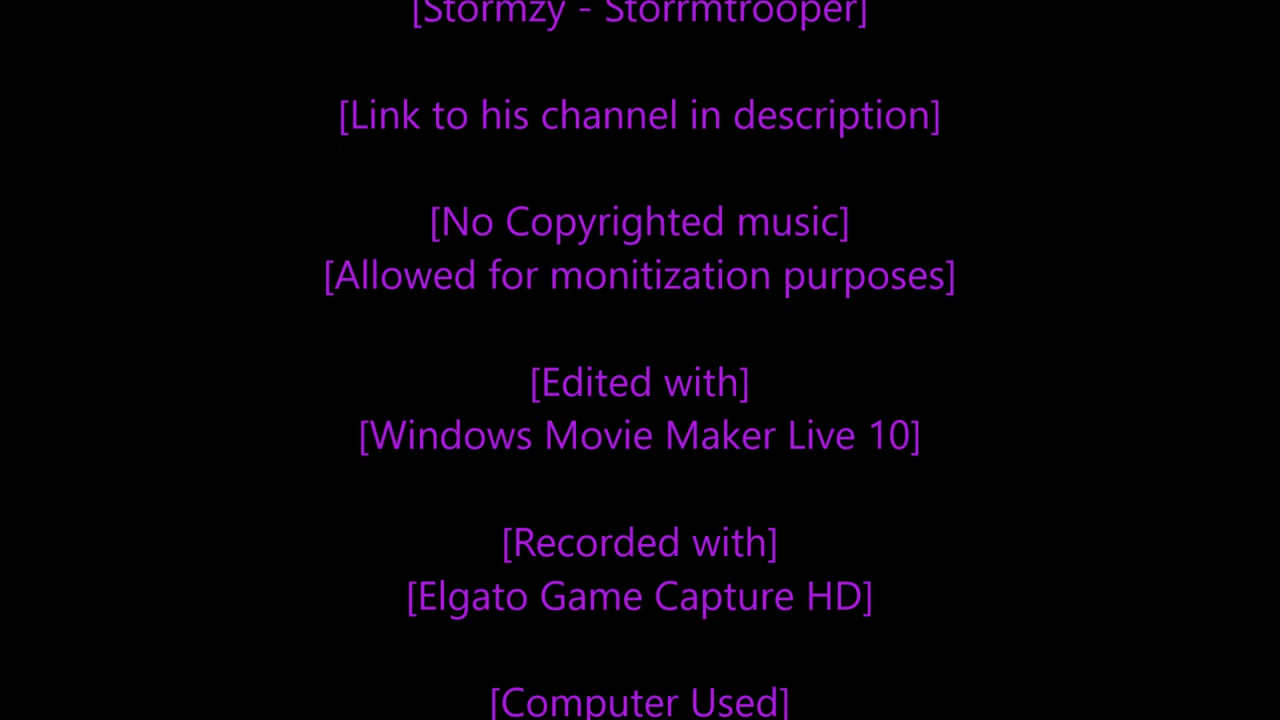 [Stormzy - Storrmtrooper]
[Link to his channel in description]
[No Copyrighted music]
[Allowed for monitization purposes]
[Edited with]
[Windows Movie Maker Live 10]
[Recorded with]
[Elgato Game Capture HD]
[Computer Used]